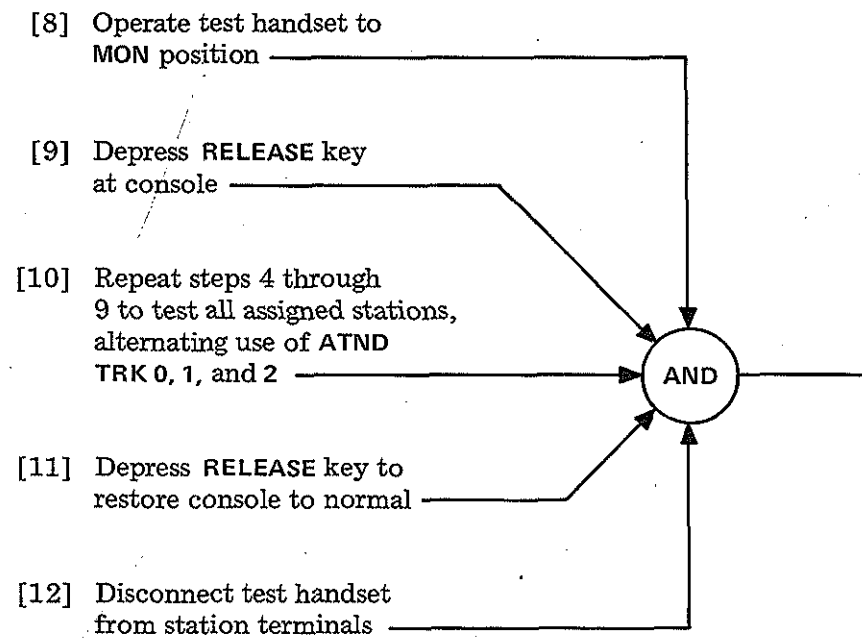 [8] Operate test handset to
MON position
[9] Depress RELEASE key
at console
[10] Repeat steps 4 through
9 to test all assigned stations,
alternating use of ATND
TRK 0, 1, and 2
AND
[11] Depress RELEASE key to
restore console to normal
[12] Disconnect test handset
from station terminals